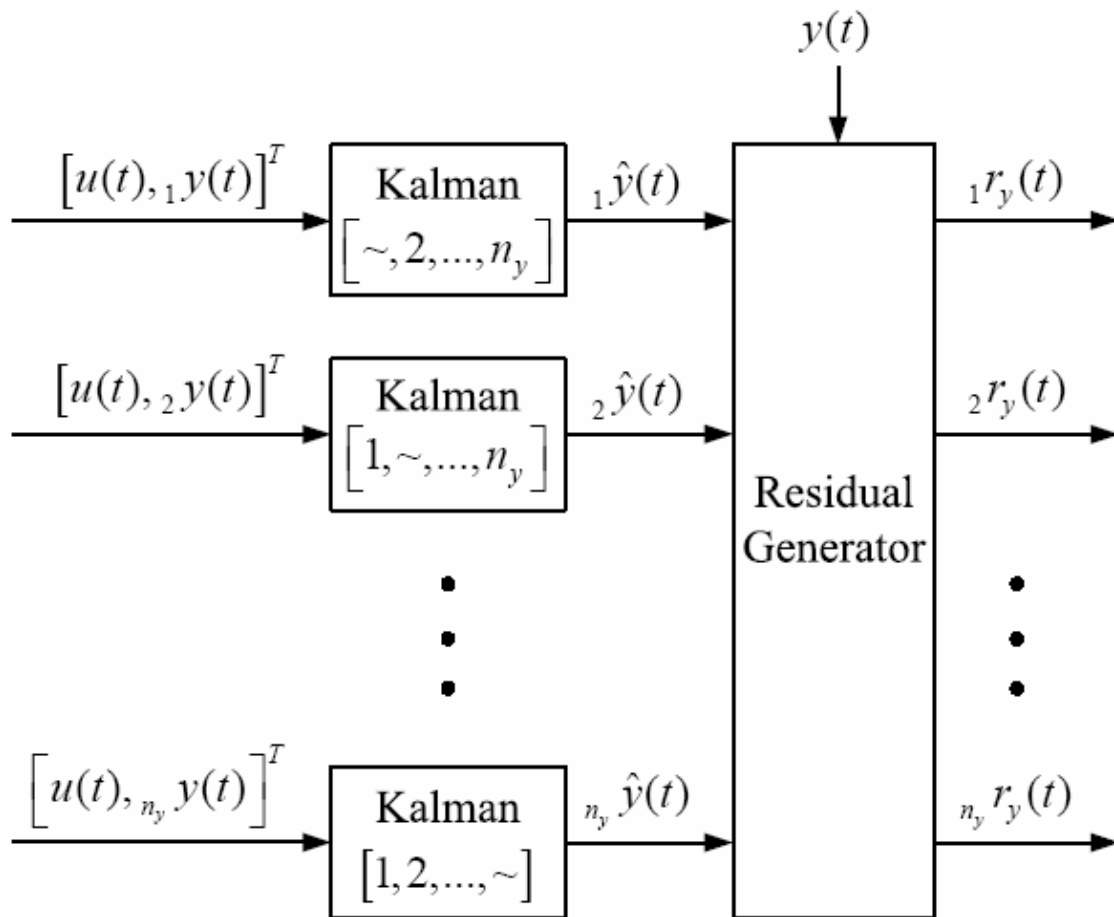 y(t)
[u(t), ₁y(t)]ᵀ
Kalman
[~, 2, ..., n_y]
₁ŷ(t)
₁r_y(t)
[u(t), ₂y(t)]ᵀ
Kalman
[1, ~, ..., n_y]
₂ŷ(t)
₂r_y(t)
Residual
Generator
[u(t), _{n_y}y(t)]ᵀ
Kalman
[1, 2, ..., ~]
_{n_y}ŷ(t)
_{n_y}r_y(t)